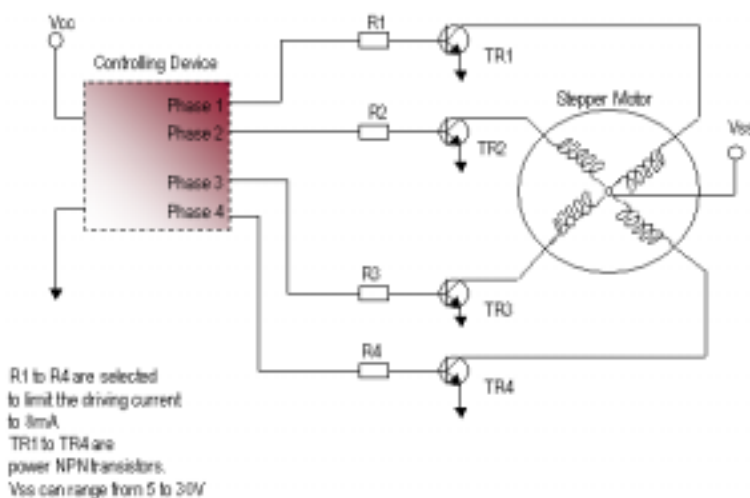 Vcc
Controlling Device
Phase 1
Phase 2
Phase 3
Phase 4
R1
TR1
R2
TR2
Stepper Motor
Vss
R3
TR3
R4
TR4
R1 to R4 are selected
to limit the driving current
to 8mA
TR1 to TR4 are
power NPN transistors.
Vss can range from 5 to 30V